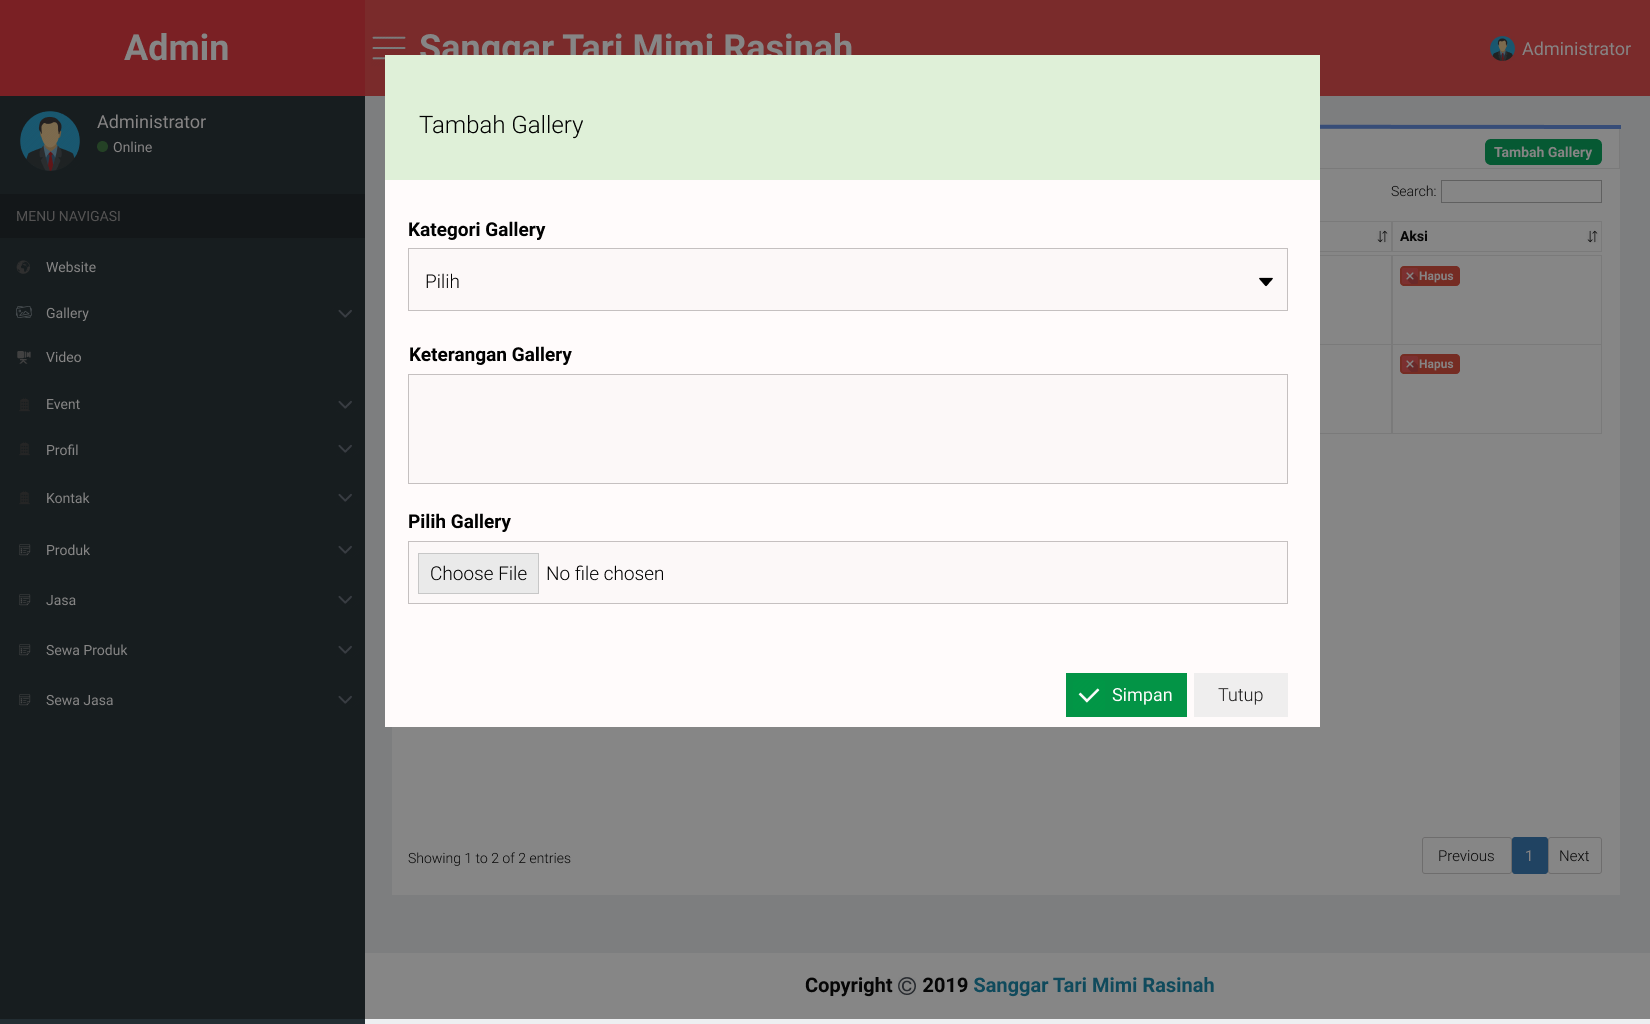 Admin
Sanggar Tari Mimi Rasinah
Administrator
Administrator
Online
MENU NAVIGASI
Website
Gallery
Video
Event
Profil
Kontak
Produk
Jasa
Sewa Produk
Sewa Jasa
Tambah Gallery
Kategori Gallery
Pilih
Keterangan Gallery
Pilih Gallery
Choose File No file chosen
Simpan Tutup
Tambah Gallery
Search:
Aksi
Hapus
Hapus
Showing 1 to 2 of 2 entries
Previous 1 Next
Copyright © 2019 Sanggar Tari Mimi Rasinah